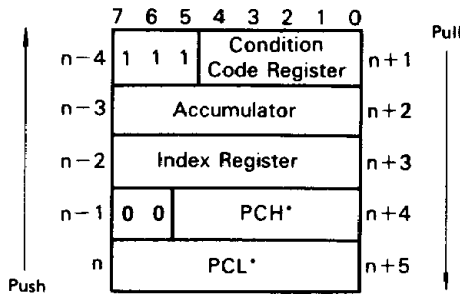 7 6 5 4 3 2 1 0
Pull
n-4 1 1 1 Condition Code Register n+1
n-3 Accumulator n+2
n-2 Index Register n+3
n-1 0 0 PCH* n+4
n PCL* n+5
Push